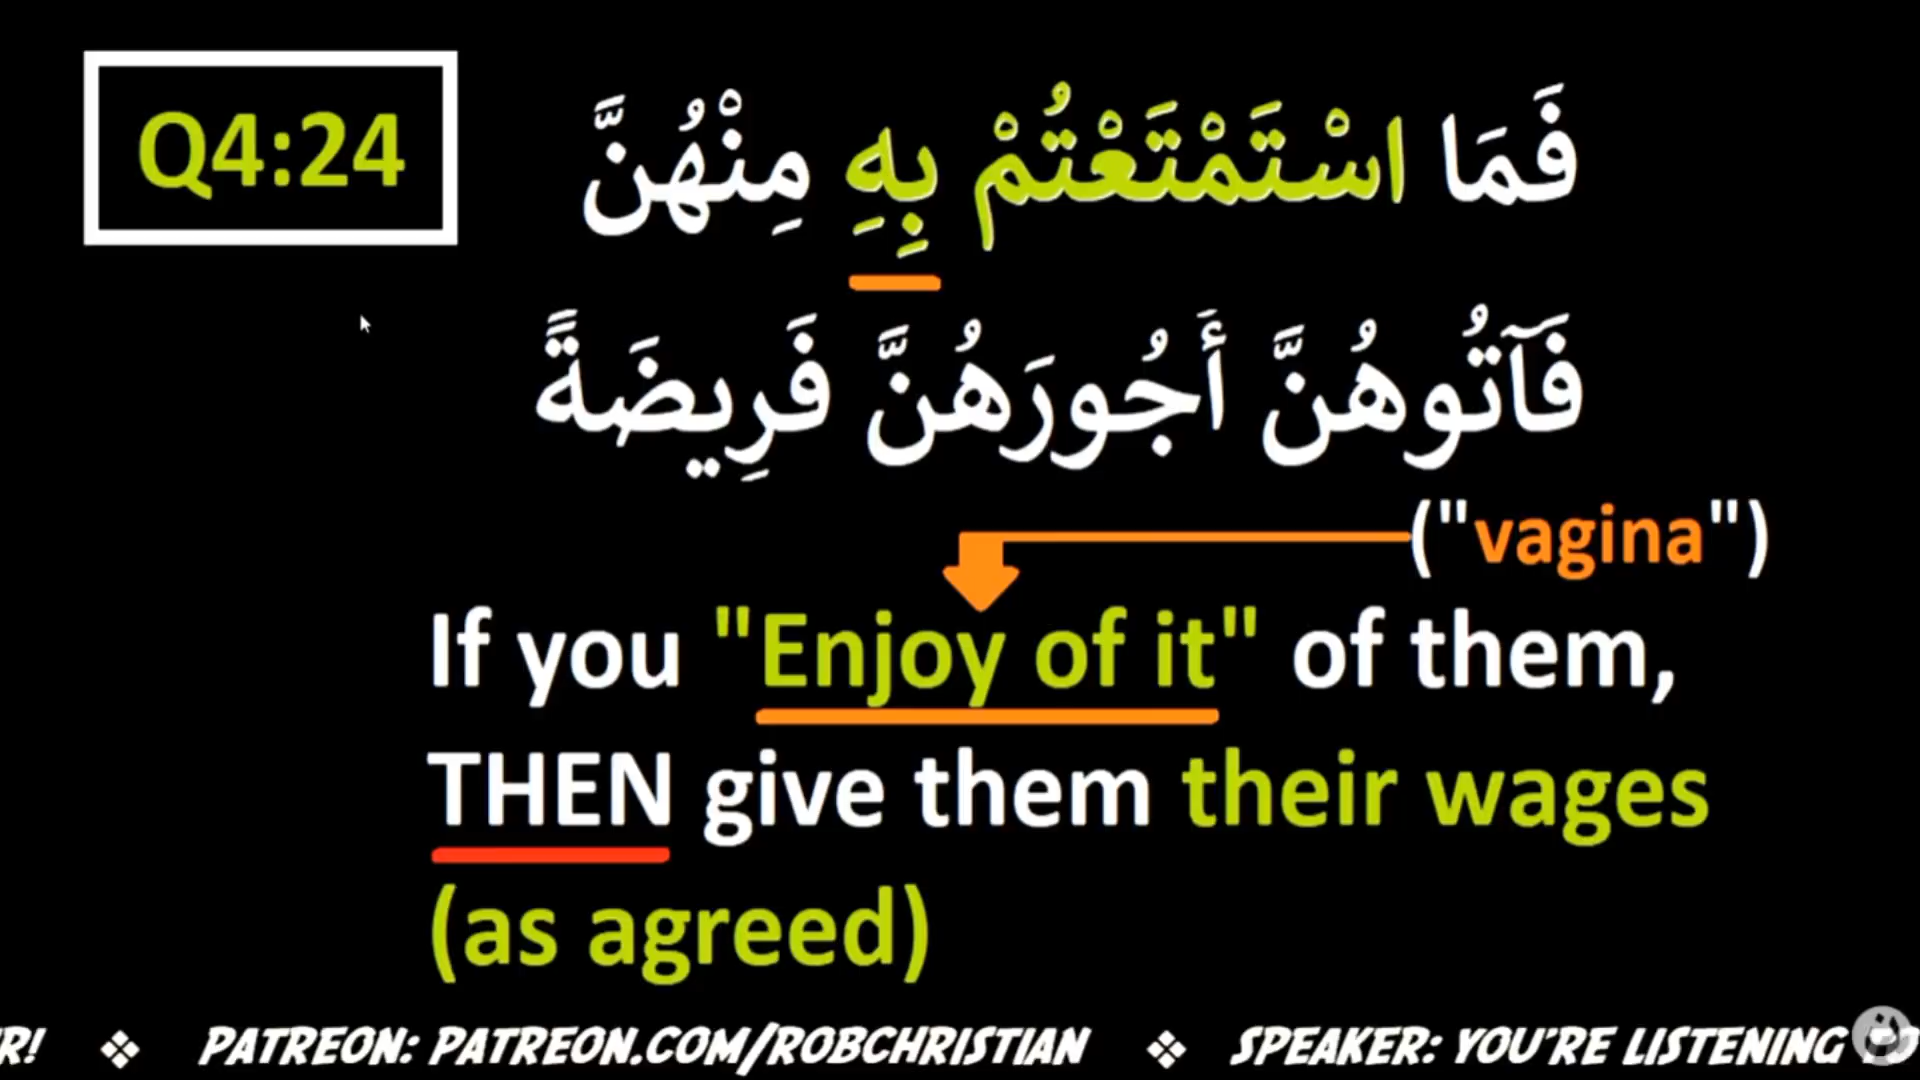 Q4:24
فَمَا اسْتَمْتَعْتُمْ بِهِ مِنْهُنَّ
فَآتُوهُنَّ أُجُورَهُنَّ فَرِيضَةً
("vagina")
If you "Enjoy of it" of them,
THEN give them their wages
(as agreed)
R! ❖ PATREON: PATREON.COM/ROBCHRISTIAN ❖ SPEAKER: YOU'RE LISTENING